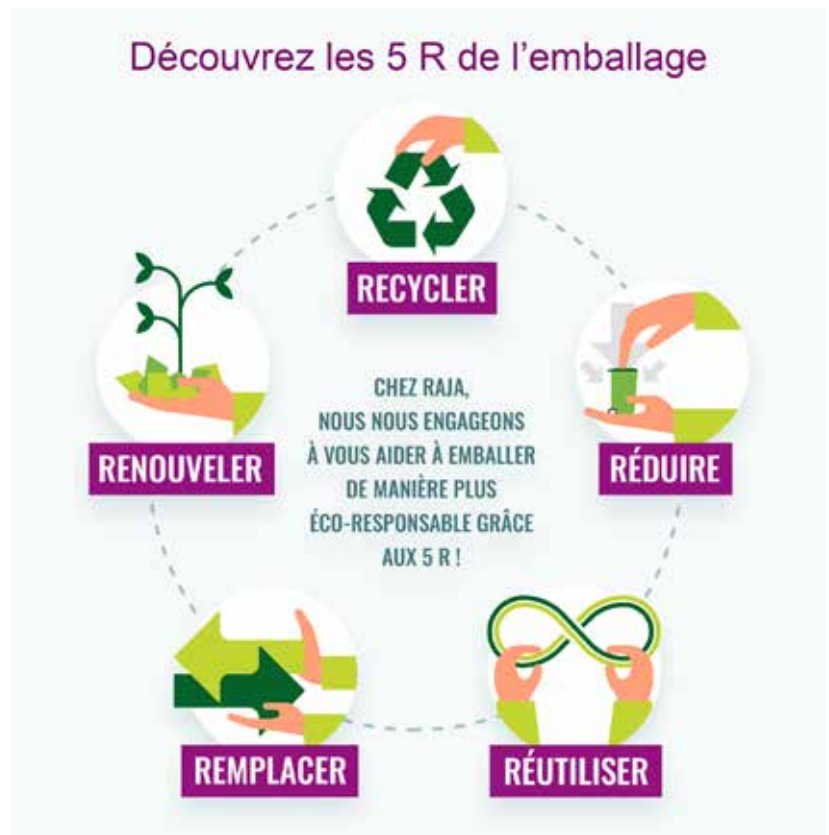 Découvrez les 5 R de l'emballage
RECYCLER
RENOUVELER
RÉDUIRE
CHEZ RAJA,
NOUS NOUS ENGAGEONS
À VOUS AIDER À EMBALLER
DE MANIÈRE PLUS
ÉCO-RESPONSABLE GRÂCE
AUX 5 R !
REMPLACER
RÉUTILISER